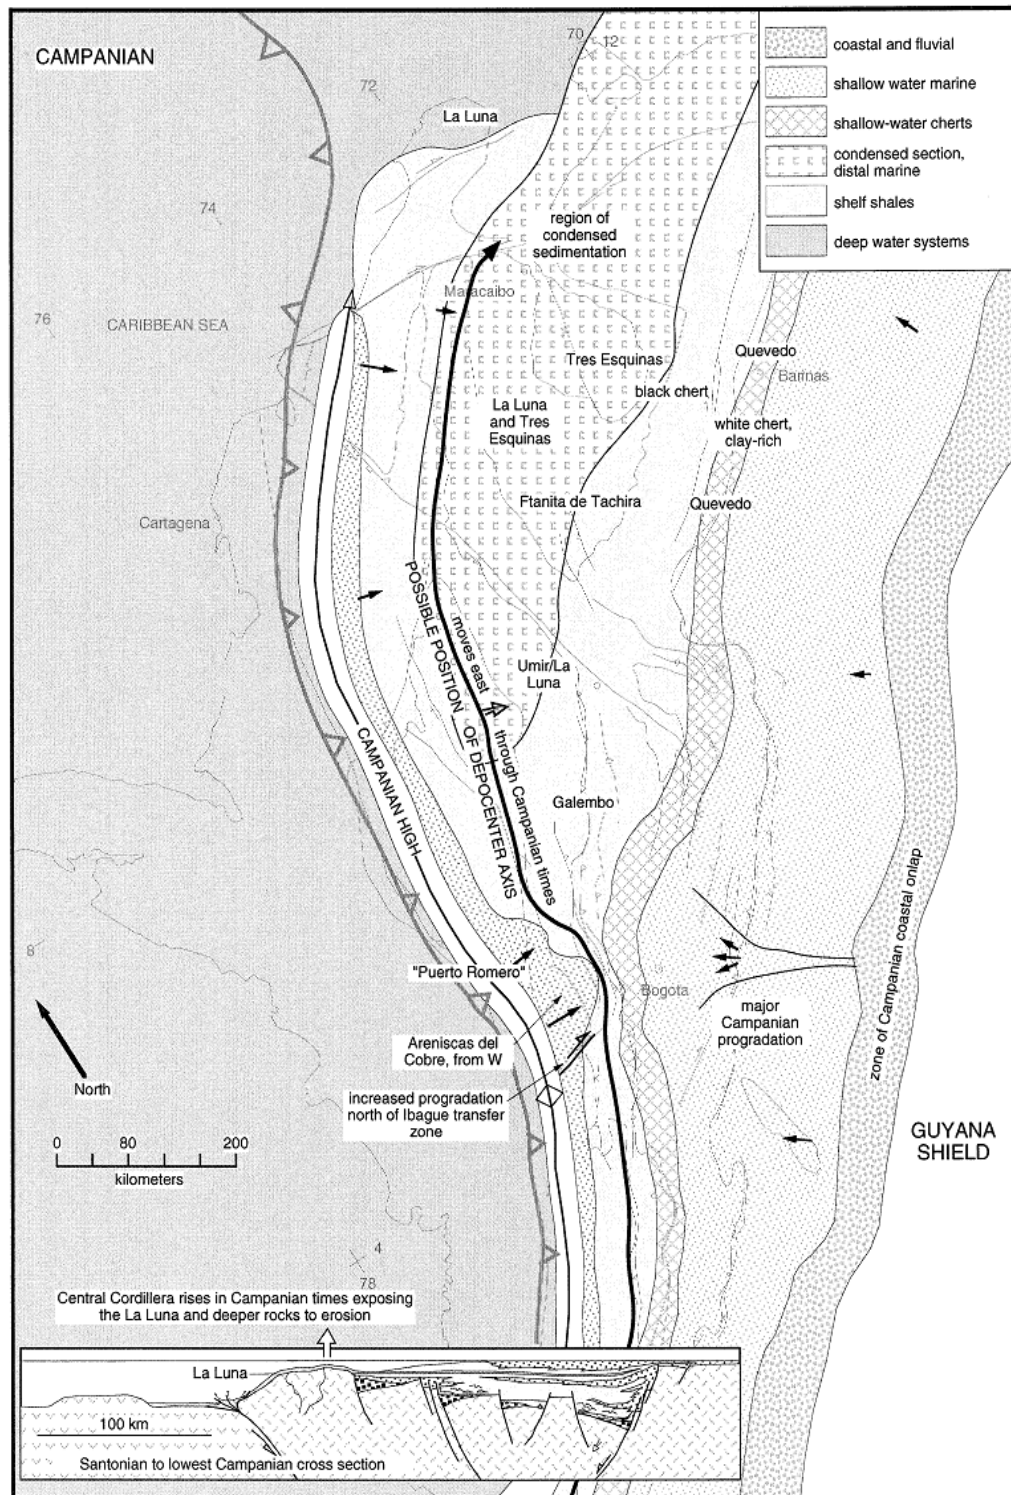 CAMPANIAN
70
12
72
La Luna
74
76
CARIBBEAN SEA
region of
condensed
sedimentation
Maracaibo
coastal and fluvial
shallow water marine
shallow-water cherts
condensed section,
distal marine
shelf shales
deep water systems
Tres Esquinas
Quevedo
Barinas
black chert
La Luna
and Tres
Esquinas
white chert,
clay-rich
Ftanita de Tachira
Quevedo
Cartagena
POSSIBLE POSITION OF DEPOCENTER AXIS
moves east through Campanian times
Umir/La
Luna
CAMPANIAN HIGH
Galembo
8
"Puerto Romero"
Bogota
major
Campanian
progradation
zone of Campanian coastal onlap
Areniscas del
Cobre, from W
North
increased progradation
north of Ibague transfer
zone
GUYANA
SHIELD
0 80 200
kilometers
4
78
Central Cordillera rises in Campanian times exposing
the La Luna and deeper rocks to erosion
La Luna
100 km
Santonian to lowest Campanian cross section